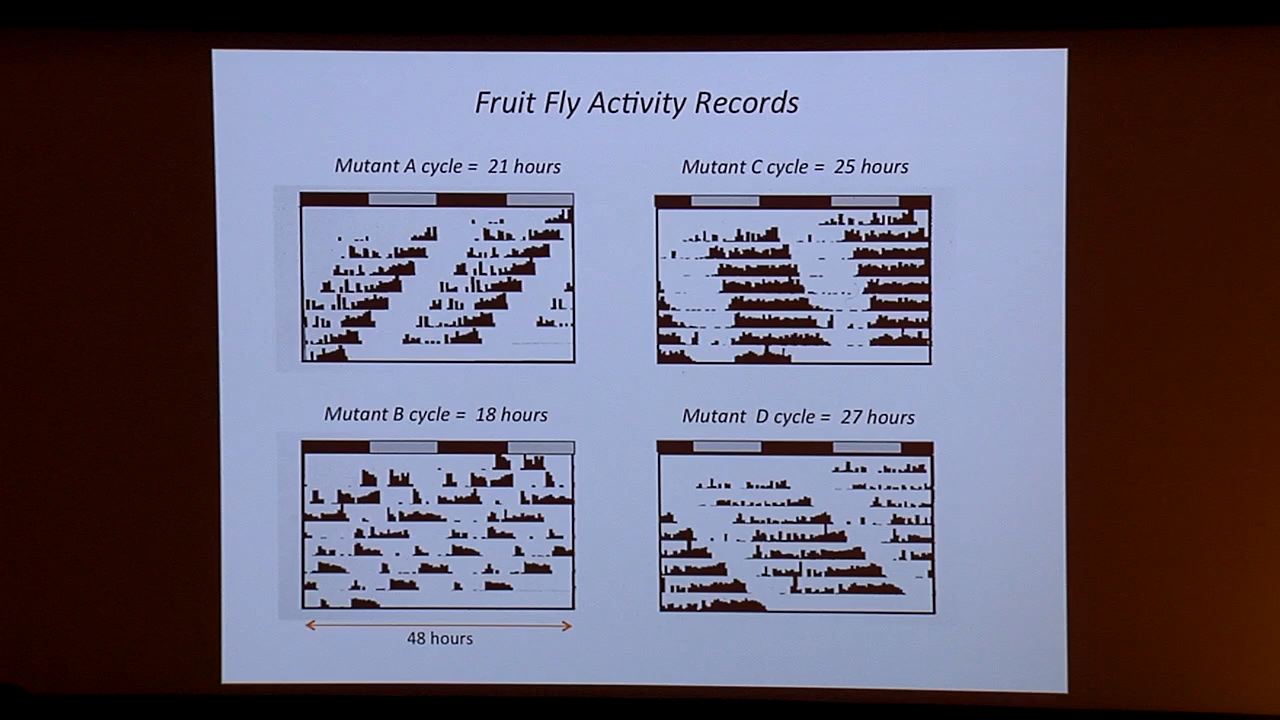 Fruit Fly Activity Records
Mutant A cycle = 21 hours
Mutant C cycle = 25 hours
Mutant B cycle = 18 hours
Mutant D cycle = 27 hours
48 hours